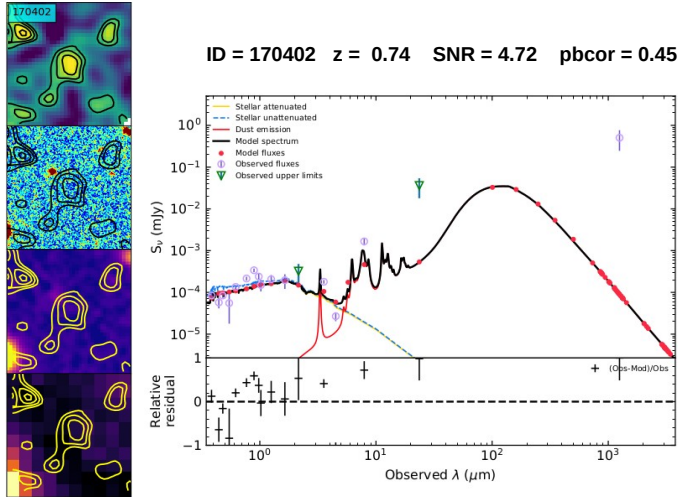 170402
ID = 170402 z = 0.74 SNR = 4.72 pbcor = 0.45
Stellar attenuated
Stellar unattenuated
Dust emission
Model spectrum
Model fluxes
Observed fluxes
Observed upper limits
10⁰
10⁻¹
10⁻²
10⁻³
10⁻⁴
10⁻⁵
Sᵥ (mJy)
(Obs-Mod)/Obs
1
0
−1
Relative
residual
10⁰ 10¹ 10² 10³
Observed λ (μm)